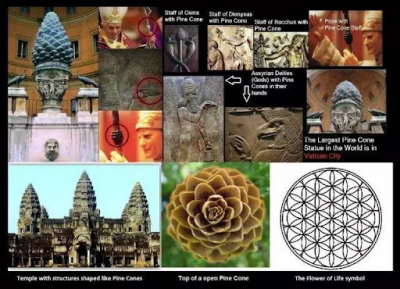 Staff of Osiris
with Pine Cone
Staff of Dionysus
with Pine Cone
Staff of Bacchus with
Pine Cone
Pope with
Pine Cone Staff
Assyrian Deities
(Gods) with Pine
Cones in their
hands
The Largest Pine Cone
Statue in the World is in
Vatican City
Temple with structures shaped like Pine Cones
Top of a open Pine Cone
The Flower of Life symbol